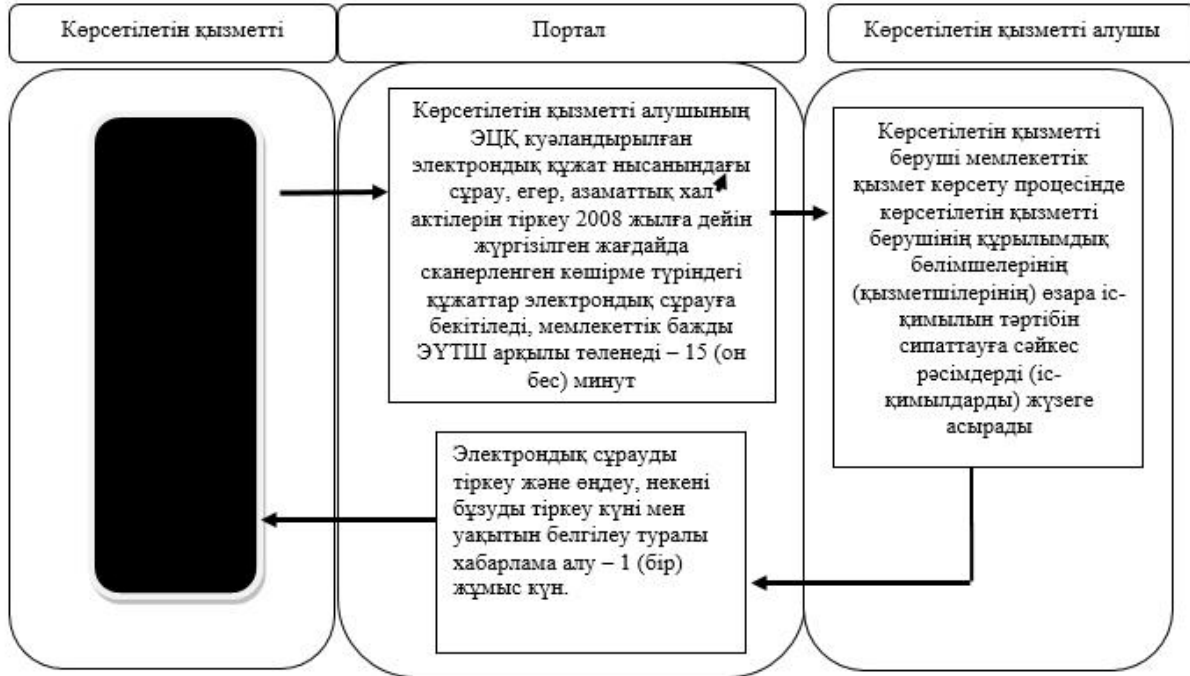 Көрсетілетін қызметті
Портал
Көрсетілетін қызметті алушы
Көрсетілетін қызметті алушының
ЭЦҚ куәландырылған
электрондық құжат нысанындағы
сұрау, егер, азаматтық хал
актілерін тіркеу 2008 жылға дейін
жүргізілген жағдайда
сканерленген көшірме түріндегі
құжаттар электрондық сұрауға
бекітіледі, мемлекеттік бажды
ЭҮТШ арқылы төленеді – 15 (он
бес) минут
Көрсетілетін қызметті
беруші мемлекеттік
қызмет көрсету процесінде
көрсетілетін қызметті
берушінің құрылымдық
бөлімшелерінің
(қызметшілерінің) өзара іс-
қимылын тәртібін
сипаттауға сәйкес
рәсімдерді (іс-
қимылдарды) жүзеге
асырады
Электрондық сұрауды
тіркеу және өңдеу, некені
бұзуды тіркеу күні мен
уақытын белгілеу туралы
хабарлама алу – 1 (бір)
жұмыс күн.